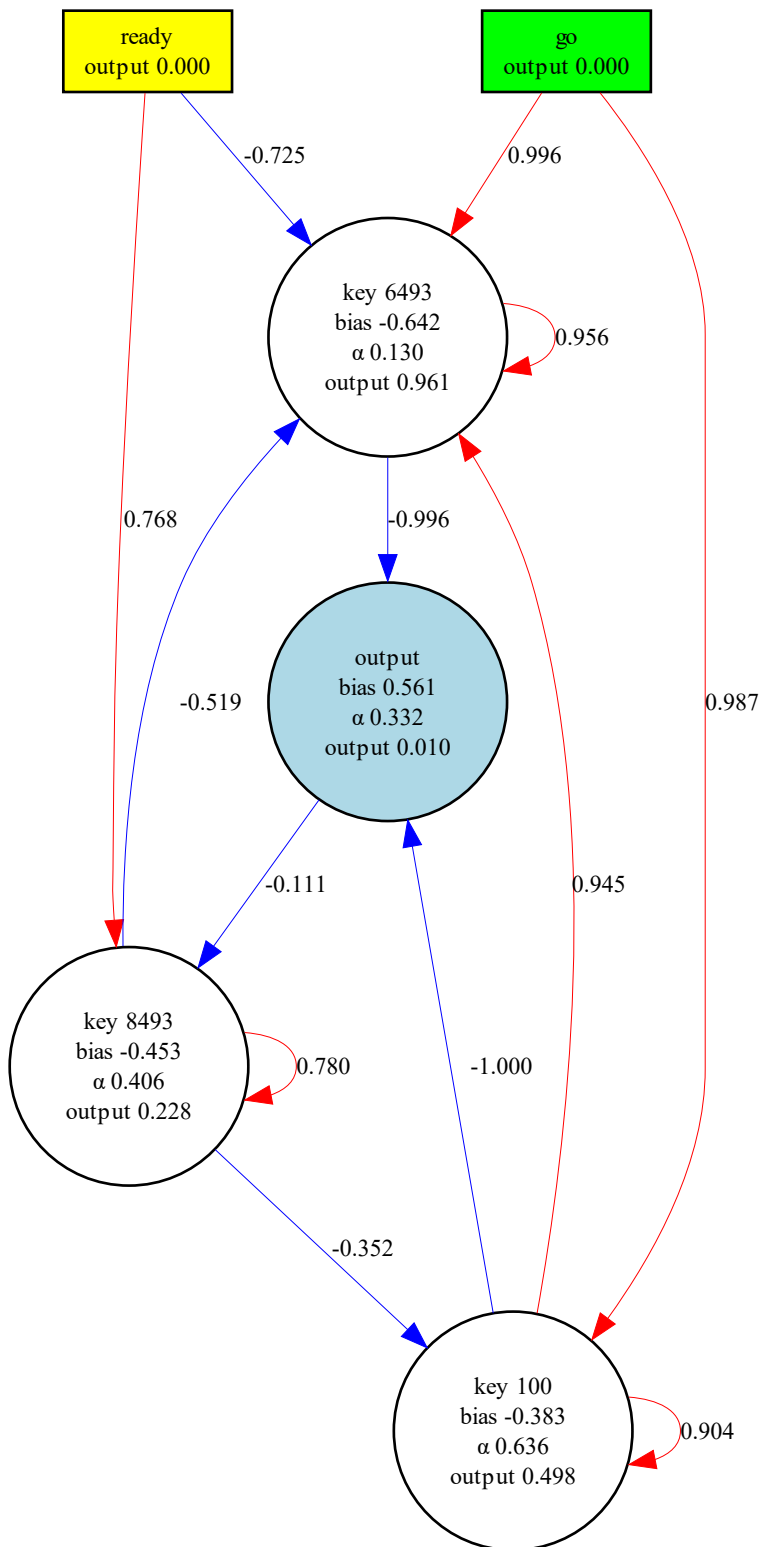 ready
output 0.000
go
output 0.000
-0.725
0.996
key 6493
bias -0.642
α 0.130
output 0.961
0.956
0.768
-0.996
-0.519
output
bias 0.561
α 0.332
output 0.010
0.987
-0.111
0.945
key 8493
bias -0.453
α 0.406
output 0.228
0.780
-1.000
-0.352
key 100
bias -0.383
α 0.636
output 0.498
0.904